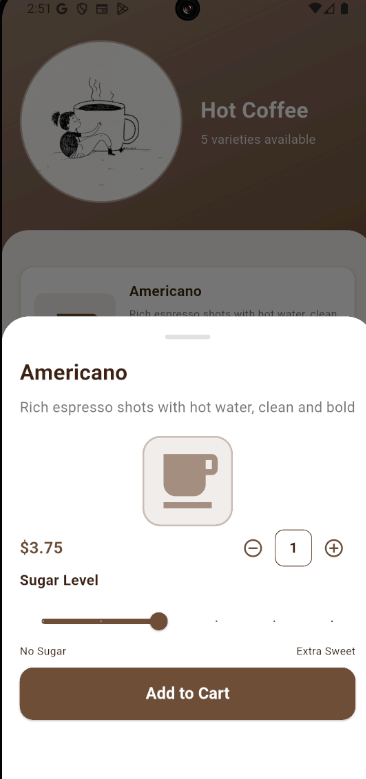 2:51
Hot Coffee
5 varieties available
Americano
Rich espresso shots with hot water, clean
Americano
Rich espresso shots with hot water, clean and bold
$3.75
1
Sugar Level
No Sugar
Extra Sweet
Add to Cart